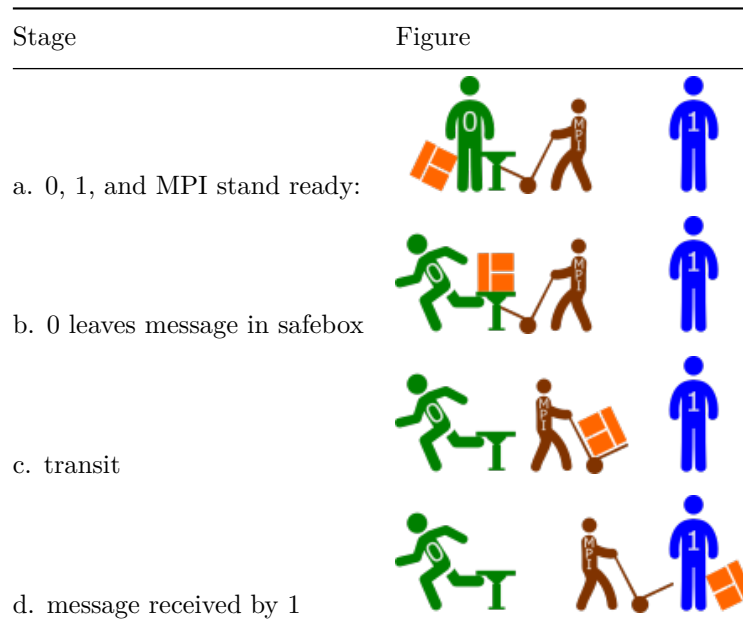 Stage Figure
0 MPI 1
a. 0, 1, and MPI stand ready:
0 MPI 1
b. 0 leaves message in safebox
0 MPI 1
c. transit
0 MPI 1
d. message received by 1